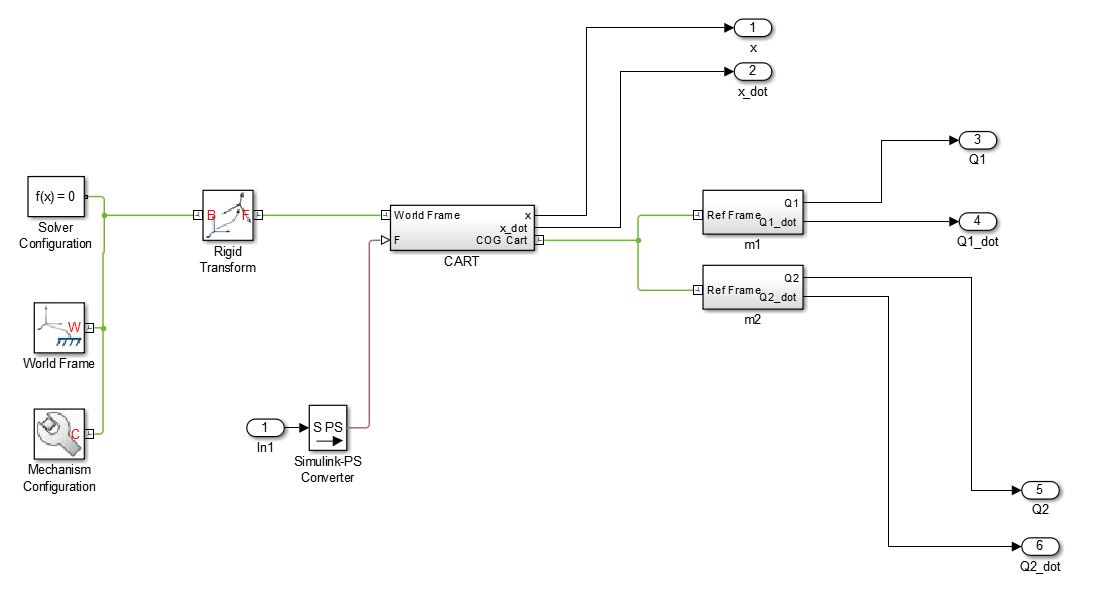 1
x
2
x_dot
3
Q1
f(x) = 0
Solver
Configuration
B
F
Rigid
Transform
World Frame
F
x
x_dot
COG Cart
CART
Ref Frame
Q1
Q1_dot
m1
4
Q1_dot
Ref Frame
Q2
Q2_dot
m2
W
World Frame
C
Mechanism
Configuration
1
In1
S PS
Simulink-PS
Converter
5
Q2
6
Q2_dot